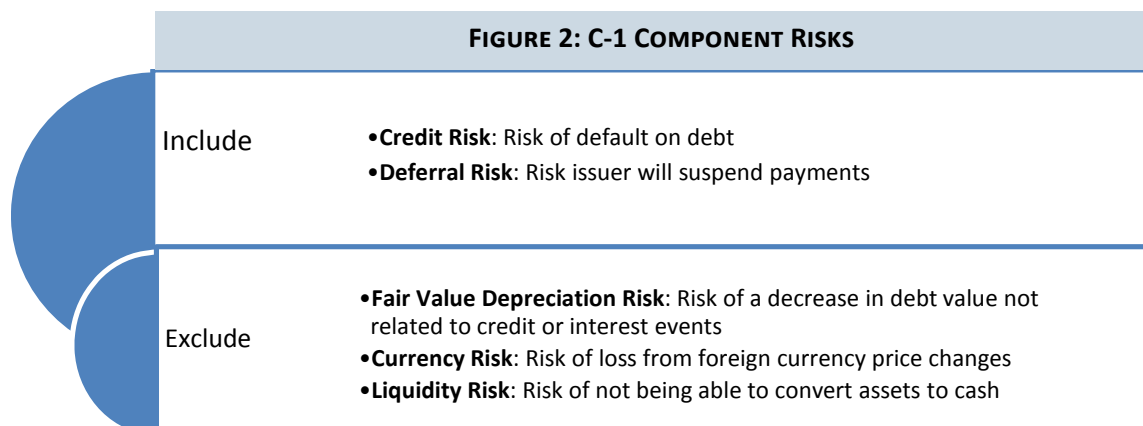 FIGURE 2: C-1 COMPONENT RISKS
Include
•Credit Risk: Risk of default on debt
•Deferral Risk: Risk issuer will suspend payments
Exclude
•Fair Value Depreciation Risk: Risk of a decrease in debt value not
related to credit or interest events
•Currency Risk: Risk of loss from foreign currency price changes
•Liquidity Risk: Risk of not being able to convert assets to cash